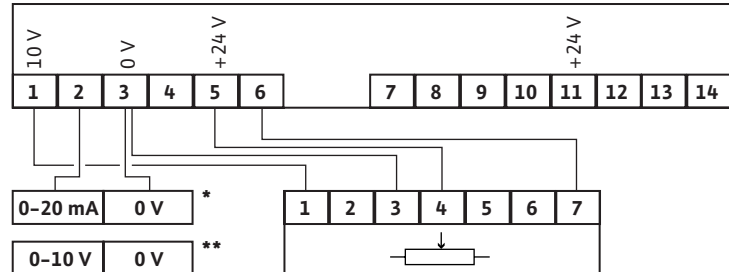 10 V 0 V +24 V +24 V
1 2 3 4 5 6 7 8 9 10 11 12 13 14
0–20 mA 0 V * 1 2 3 4 5 6 7
0–10 V 0 V **